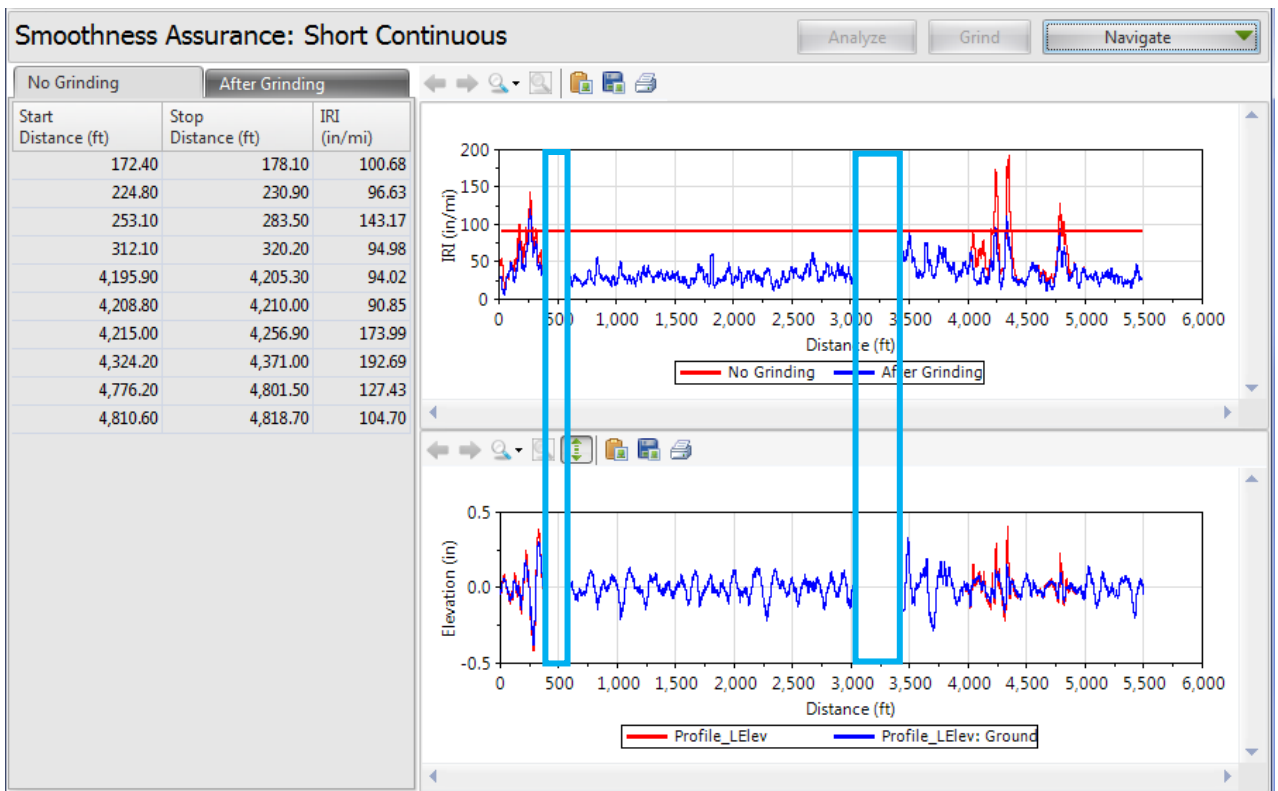 Smoothness Assurance: Short Continuous
Analyze
Grind
Navigate
No Grinding
After Grinding
Start Distance (ft) Stop Distance (ft) IRI (in/mi)
172.40 178.10 100.68
224.80 230.90 96.63
253.10 283.50 143.17
312.10 320.20 94.98
4,195.90 4,205.30 94.02
4,208.80 4,210.00 90.85
4,215.00 4,256.90 173.99
4,324.20 4,371.00 192.69
4,776.20 4,801.50 127.43
4,810.60 4,818.70 104.70
200
150
100
50
0
IRI (in/mi)
0 500 1,000 1,500 2,000 2,500 3,000 3,500 4,000 4,500 5,000 5,500 6,000
Distance (ft)
No Grinding After Grinding
0.5
0.0
-0.5
Elevation (in)
0 500 1,000 1,500 2,000 2,500 3,000 3,500 4,000 4,500 5,000 5,500 6,000
Distance (ft)
Profile_LElev Profile_LElev: Ground